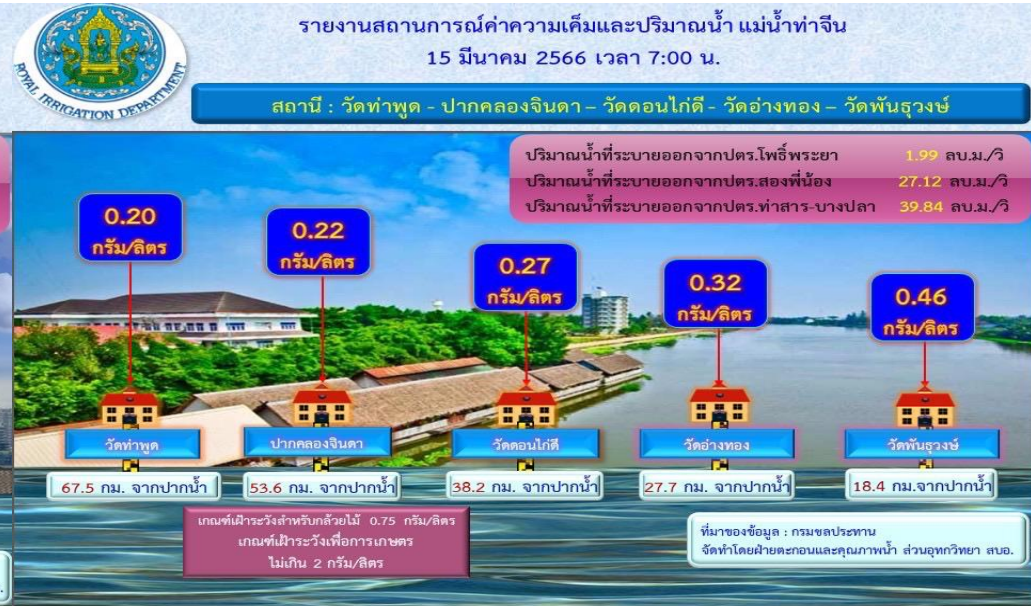 รายงานสถานการณ์ค่าความเค็มและปริมาณน้ำ แม่น้ำท่าจีน
15 มีนาคม 2566 เวลา 7:00 น.
ROYAL IRRIGATION DEPARTMENT
สถานี : วัดท่าพูด - ปากคลองจินดา – วัดดอนไก่ดี - วัดอ่างทอง – วัดพันธุวงษ์
ปริมาณน้ำที่ระบายออกจากปตร.โพธิ์พระยา 1.99 ลบ.ม./วิ
ปริมาณน้ำที่ระบายออกจากปตร.สองพี่น้อง 27.12 ลบ.ม./วิ
ปริมาณน้ำที่ระบายออกจากปตร.ท่าสาร-บางปลา 39.84 ลบ.ม./วิ
0.20
กรัม/ลิตร
0.22
กรัม/ลิตร
0.27
กรัม/ลิตร
0.32
กรัม/ลิตร
0.46
กรัม/ลิตร
วัดท่าพูด
ปากคลองจินดา
วัดดอนไก่ดี
วัดอ่างทอง
วัดพันธุวงษ์
67.5 กม. จากปากน้ำ
53.6 กม. จากปากน้ำ
38.2 กม. จากปากน้ำ
27.7 กม. จากปากน้ำ
18.4 กม.จากปากน้ำ
เกณฑ์เฝ้าระวังสำหรับกล้วยไม้ 0.75 กรัม/ลิตร
เกณฑ์เฝ้าระวังเพื่อการเกษตร
ไม่เกิน 2 กรัม/ลิตร
ที่มาของข้อมูล : กรมชลประทาน
จัดทำโดยฝ่ายตะกอนและคุณภาพน้ำ ส่วนอุทกวิทยา สบอ.